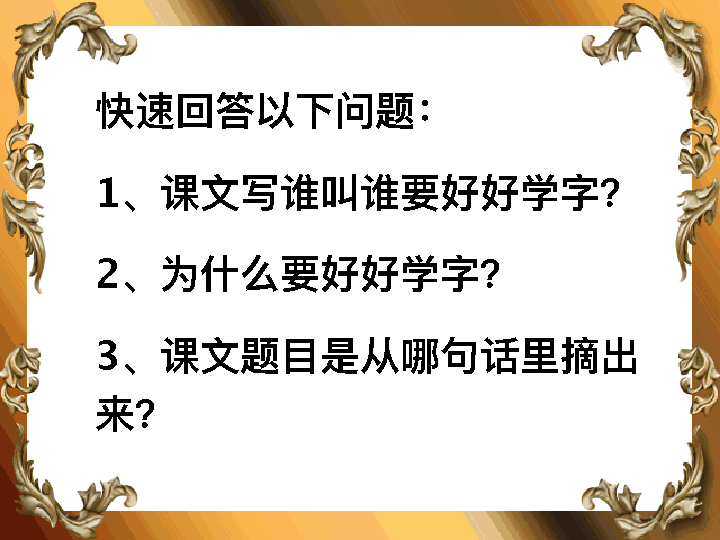 快速回答以下问题：
1、课文写谁叫谁要好好学字？
2、为什么要好好学字？
3、课文题目是从哪句话里摘出
来？